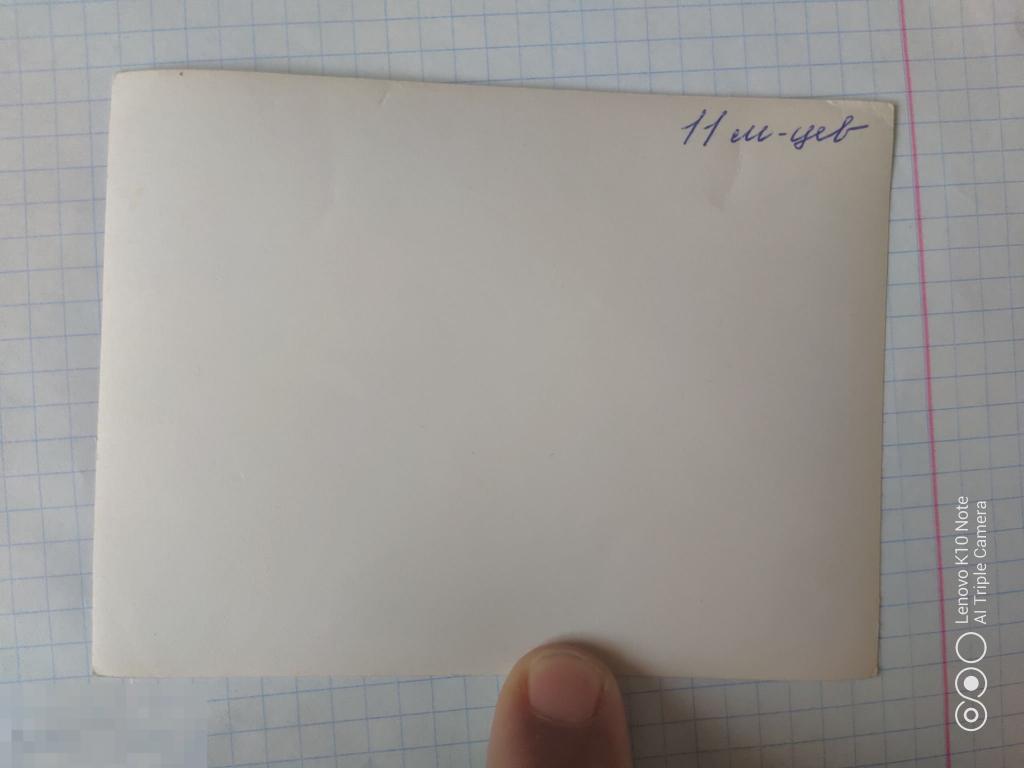 11 м-цев
Lenovo K10 Note
AI Triple Camera